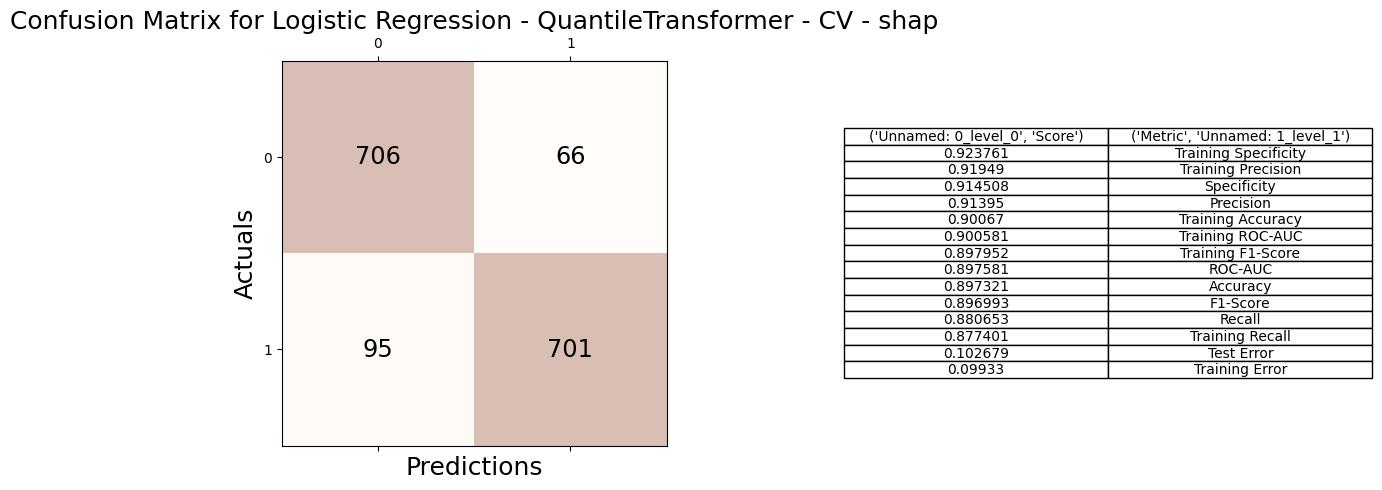 Confusion Matrix for Logistic Regression - QuantileTransformer - CV - shap
0 1
0 706 66
1 95 701
Actuals
Predictions
('Unnamed: 0_level_0', 'Score') ('Metric', 'Unnamed: 1_level_1')
0.923761 Training Specificity
0.91949 Training Precision
0.914508 Specificity
0.91395 Precision
0.90067 Training Accuracy
0.900581 Training ROC-AUC
0.897952 Training F1-Score
0.897581 ROC-AUC
0.897321 Accuracy
0.896993 F1-Score
0.880653 Recall
0.877401 Training Recall
0.102679 Test Error
0.09933 Training Error